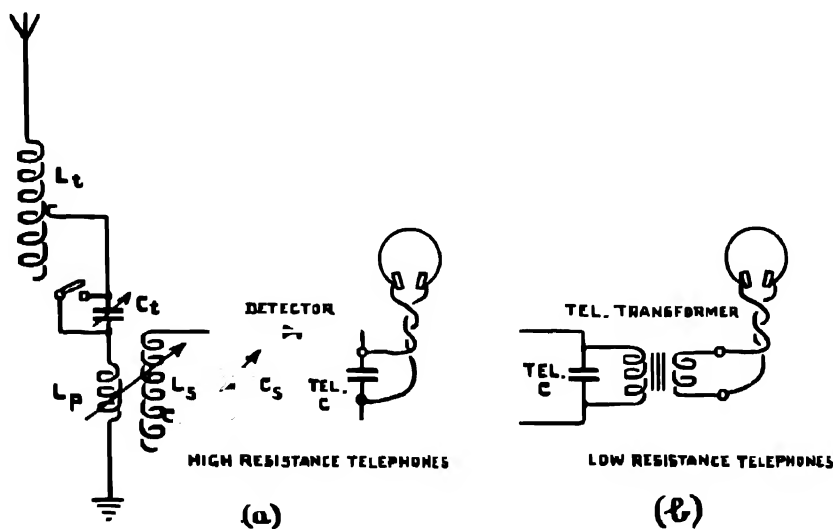 Lt
Ct
DETECTOR
TEL. TRANSFORMER
Lp
Ls
Cs
TEL.
C
TEL.
C
HIGH RESISTANCE TELEPHONES
LOW RESISTANCE TELEPHONES
(a)
(b)